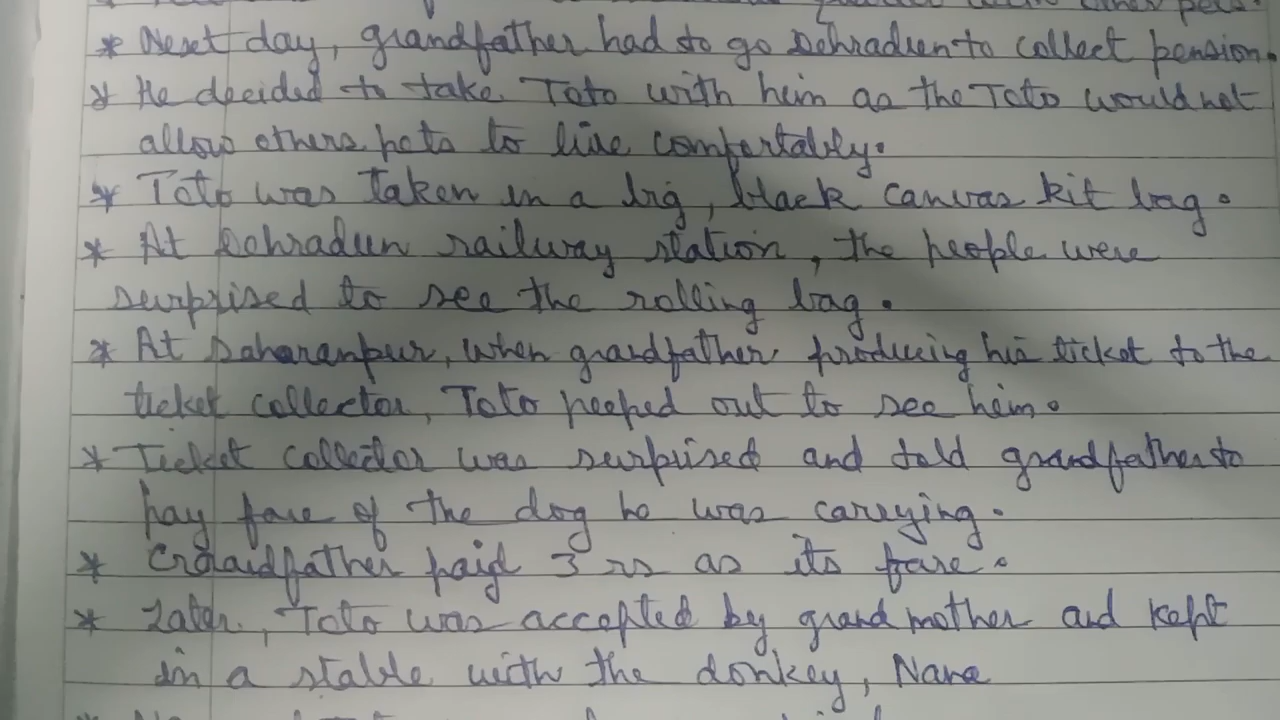 with other pets.
* Next day, grandfather had to go Dehradun to collect pension.
* He decided to take Toto with him as the Toto would not
allow others pets to live comfortably.
* Toto was taken in a big, black canvas kit bag.
* At Dehradun railway station, the people were
surprised to see the rolling bag.
* At Saharanpur, when grandfather producing his ticket to the
ticket collector, Toto peeped out to see him.
* Ticket collector was surprised and told grandfather to
pay fare of the dog he was carrying.
* Grandfather paid 3 rs as its fare.
* Later, Toto was accepted by grand mother and kept
in a stable with the donkey, Nana